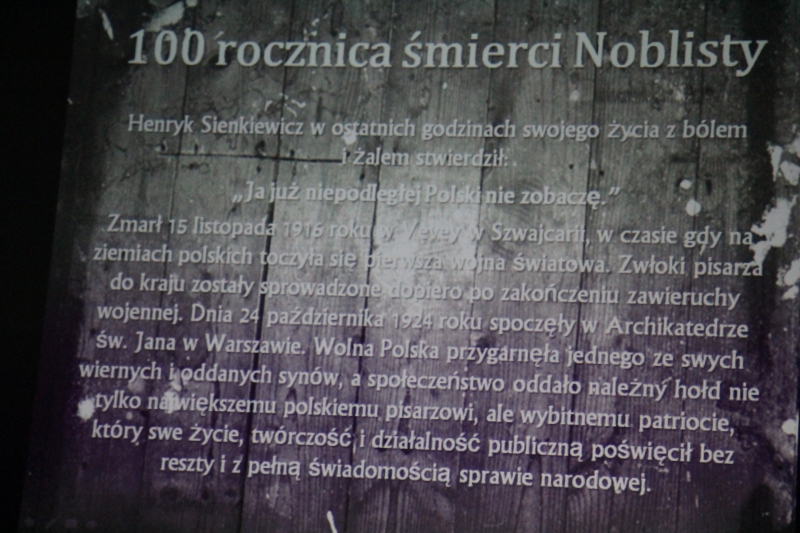 100 rocznica śmierci Noblisty
Henryk Sienkiewicz w ostatnich godzinach swojego życia z bólem
i żalem stwierdził:
„Ja już niepodległej Polski nie zobaczę.”
Zmarł 15 listopada 1916 roku w Vevey w Szwajcarii, w czasie gdy na
ziemiach polskich toczyła się pierwsza wojna światowa. Zwłoki pisarza
do kraju zostały sprowadzone dopiero po zakończeniu zawieruchy
wojennej. Dnia 24 października 1924 roku spoczęły w Archikatedrze
św. Jana w Warszawie. Wolna Polska przygarnęła jednego ze swych
wiernych i oddanych synów, a społeczeństwo oddało należny hołd nie
tylko największemu polskiemu pisarzowi, ale wybitnemu patriocie,
który swe życie, twórczość i działalność publiczną poświęcił bez
reszty i z pełną świadomością sprawie narodowej.